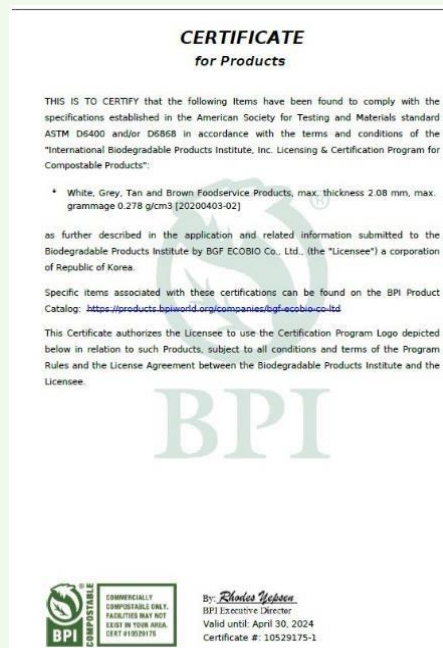 CERTIFICATE
for Products
THIS IS TO CERTIFY that the following Items have been found to comply with the
specifications established in the American Society for Testing and Materials standard
ASTM D6400 and/or D6868 in accordance with the terms and conditions of the
"International Biodegradable Products Institute, Inc. Licensing & Certification Program for
Compostable Products":
* White, Grey, Tan and Brown Foodservice Products, max. thickness 2.08 mm, max.
grammage 0.278 g/cm3 [20200403-02]
as further described in the application and related information submitted to the
Biodegradable Products Institute by BGF ECOBIO Co., Ltd., (the "Licensee") a corporation
of Republic of Korea.
Specific items associated with these certifications can be found on the BPI Product
Catalog: https://products.bpiworld.org/companies/bgf-ecobio-co-ltd
This Certificate authorizes the Licensee to use the Certification Program Logo depicted
below in relation to such Products, subject to all conditions and terms of the Program
Rules and the License Agreement between the Biodegradable Products Institute and the
Licensee.
®
BPI
BPI
COMPOSTABLE
COMMERCIALLY
COMPOSTABLE ONLY.
FACILITIES MAY NOT
EXIST IN YOUR AREA.
CERT #10529175
By: Rhodes Yepsen
BPI Executive Director
Valid until: April 30, 2024
Certificate #: 10529175-1